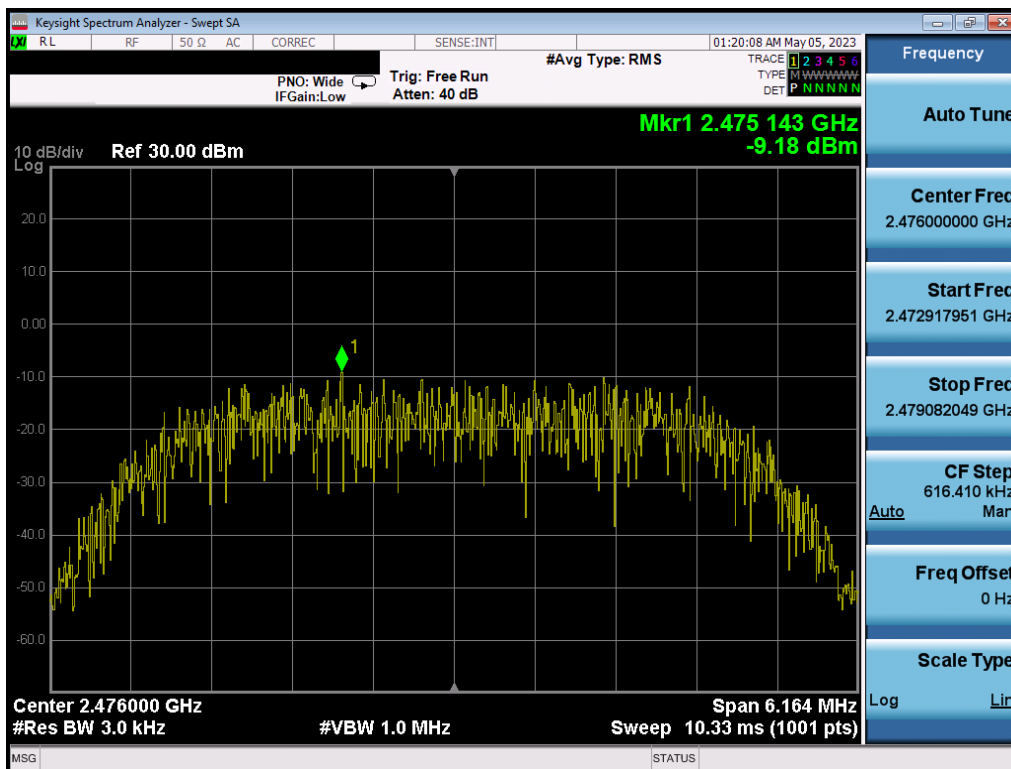 Keysight Spectrum Analyzer - Swept SA
LXI RL RF 50 Ω AC CORREC SENSE:INT 01:20:08 AM May 05, 2023
#Avg Type: RMS TRACE 1 2 3 4 5 6
PNO: Wide Trig: Free Run TYPE M WWWWW
IFGain:Low Atten: 40 dB DET P N N N N N
Mkr1 2.475 143 GHz
-9.18 dBm
10 dB/div Ref 30.00 dBm
Log
1
20.0
10.0
0.00
-10.0
-20.0
-30.0
-40.0
-50.0
-60.0
Center 2.476000 GHz Span 6.164 MHz
#Res BW 3.0 kHz #VBW 1.0 MHz Sweep 10.33 ms (1001 pts)
MSG STATUS
Frequency
Auto Tune
Center Freq
2.476000000 GHz
Start Freq
2.472917951 GHz
Stop Freq
2.479082049 GHz
CF Step
616.410 kHz
Auto Man
Freq Offset
0 Hz
Scale Type
Log Lin